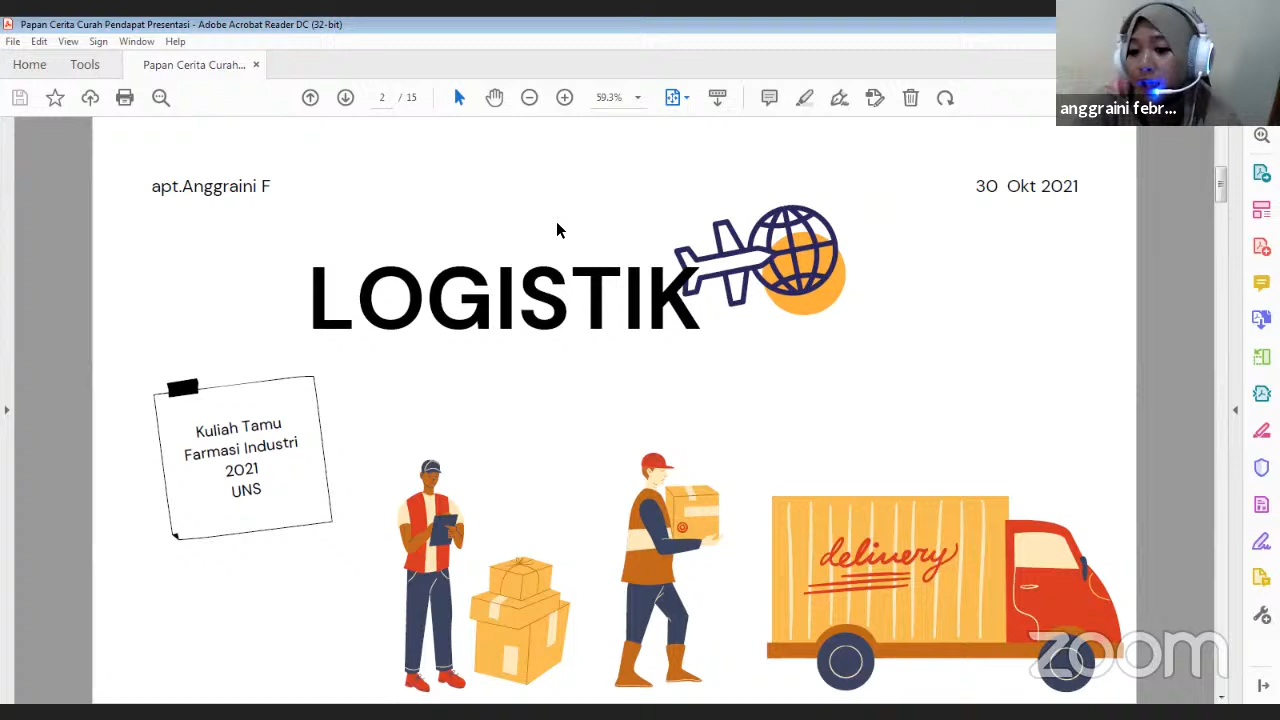 Papan Cerita Curah Pendapat Presentasi - Adobe Acrobat Reader DC (32-bit)
File Edit View Sign Window Help
Home Tools Papan Cerita Curah... ×
2 / 15 59.3%
anggraini febr...
apt.Anggraini F
30 Okt 2021
LOGISTIK
Kuliah Tamu
Farmasi Industri
2021
UNS
delivery
zoom